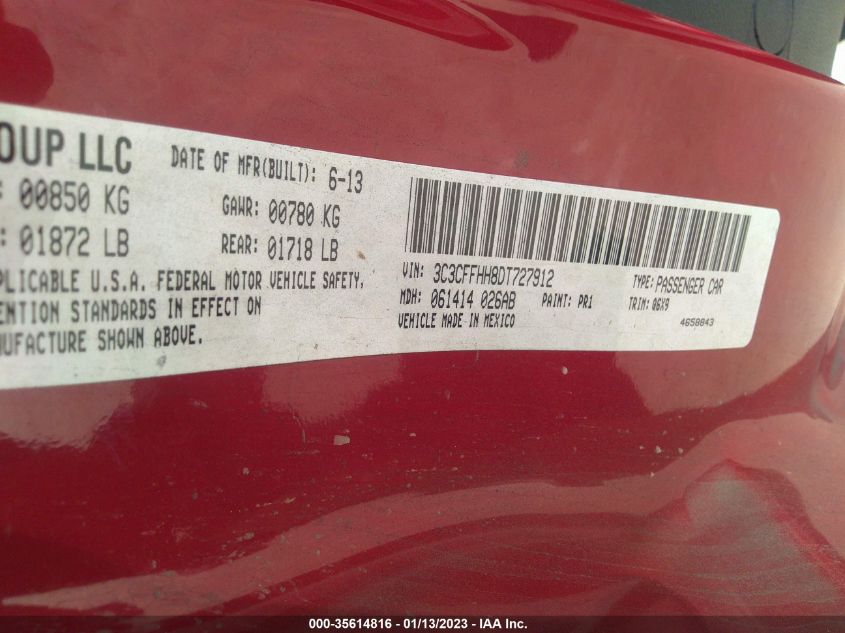 OUP LLC DATE OF MFR(BUILT): 6-13
00850 KG GAWR: 00780 KG
01872 LB REAR: 01718 LB
PLICABLE U.S.A. FEDERAL MOTOR VEHICLE SAFETY,
ENTION STANDARDS IN EFFECT ON
UFACTURE SHOWN ABOVE.
VIN: 3C3CFFHH8DT727912 TYPE: PASSENGER CAR
MDH: 061414 026AB PAINT: PR1 TRIM: 06X9
VEHICLE MADE IN MEXICO 4658843
000-35614816 - 01/13/2023 - IAA Inc.